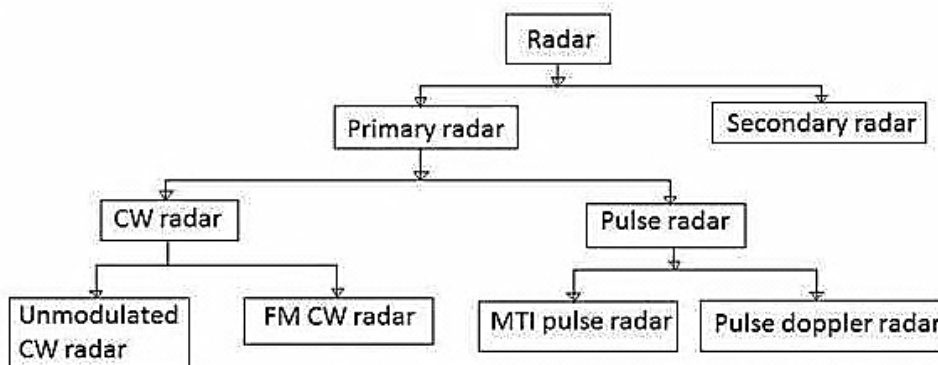 Radar
Primary radar
Secondary radar
CW radar
Pulse radar
Unmodulated
CW radar
FM CW radar
MTI pulse radar
Pulse doppler radar